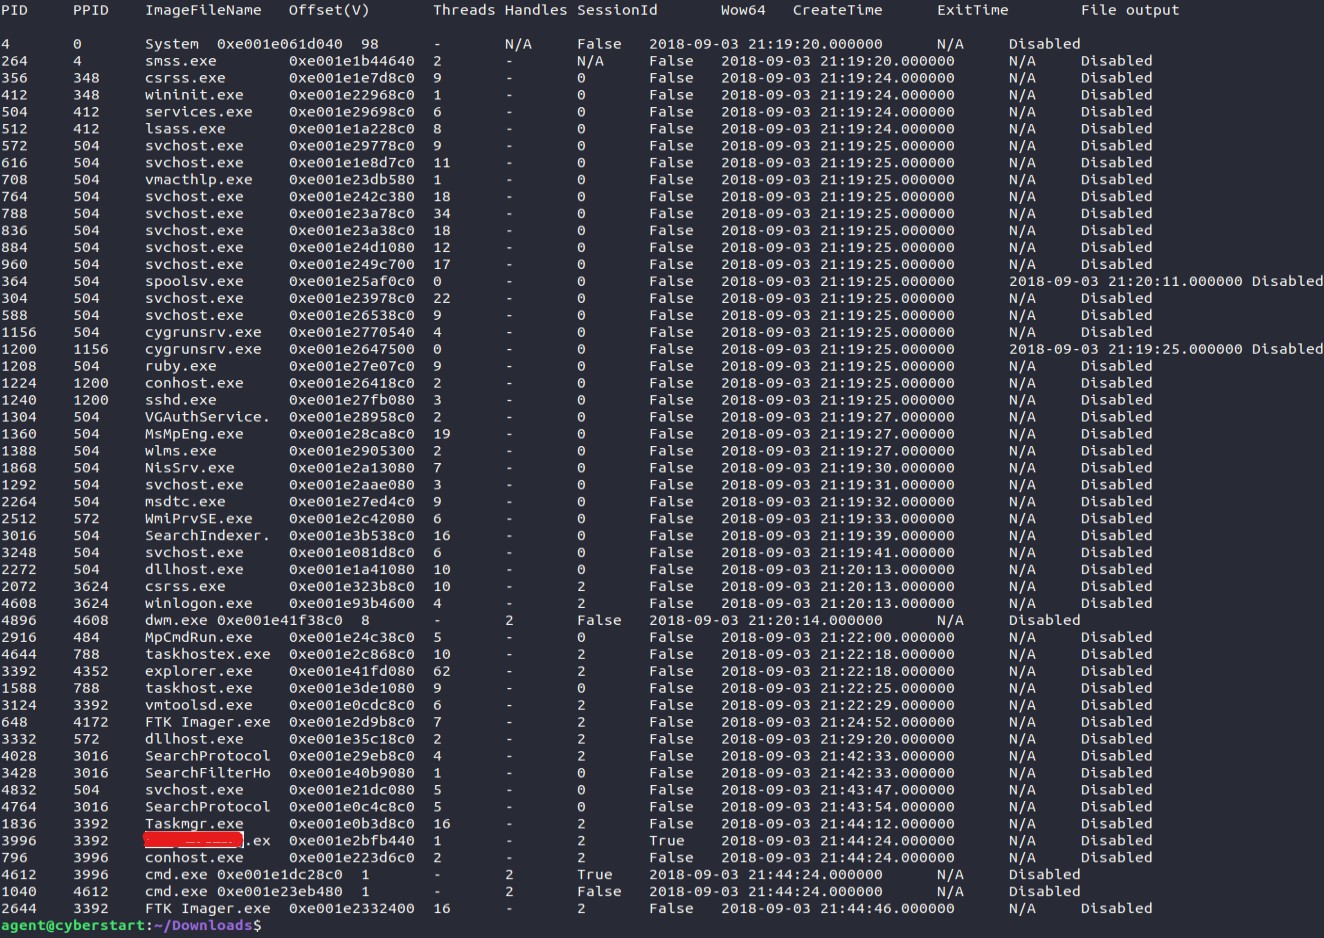 PID PPID ImageFileName Offset(V) Threads Handles SessionId Wow64 CreateTime ExitTime File output
4 0 System 0xe001e061d040 98 - N/A False 2018-09-03 21:19:20.000000 N/A Disabled
264 4 smss.exe 0xe001e1b44640 2 - N/A False 2018-09-03 21:19:20.000000 N/A Disabled
356 348 csrss.exe 0xe001e1e7d8c0 9 - 0 False 2018-09-03 21:19:24.000000 N/A Disabled
412 348 wininit.exe 0xe001e22968c0 1 - 0 False 2018-09-03 21:19:24.000000 N/A Disabled
504 412 services.exe 0xe001e29698c0 6 - 0 False 2018-09-03 21:19:24.000000 N/A Disabled
512 412 lsass.exe 0xe001e1a228c0 8 - 0 False 2018-09-03 21:19:24.000000 N/A Disabled
572 504 svchost.exe 0xe001e29778c0 9 - 0 False 2018-09-03 21:19:25.000000 N/A Disabled
616 504 svchost.exe 0xe001e1e8d7c0 11 - 0 False 2018-09-03 21:19:25.000000 N/A Disabled
708 504 vmacthlp.exe 0xe001e23db580 1 - 0 False 2018-09-03 21:19:25.000000 N/A Disabled
764 504 svchost.exe 0xe001e242c380 18 - 0 False 2018-09-03 21:19:25.000000 N/A Disabled
788 504 svchost.exe 0xe001e23a78c0 34 - 0 False 2018-09-03 21:19:25.000000 N/A Disabled
836 504 svchost.exe 0xe001e23a38c0 18 - 0 False 2018-09-03 21:19:25.000000 N/A Disabled
884 504 svchost.exe 0xe001e24d1080 12 - 0 False 2018-09-03 21:19:25.000000 N/A Disabled
960 504 svchost.exe 0xe001e249c700 17 - 0 False 2018-09-03 21:19:25.000000 N/A Disabled
364 504 spoolsv.exe 0xe001e25af0c0 0 - 0 False 2018-09-03 21:19:25.000000 2018-09-03 21:20:11.000000 Disabled
304 504 svchost.exe 0xe001e23978c0 22 - 0 False 2018-09-03 21:19:25.000000 N/A Disabled
588 504 svchost.exe 0xe001e26538c0 9 - 0 False 2018-09-03 21:19:25.000000 N/A Disabled
1156 504 cygrunsrv.exe 0xe001e2770540 4 - 0 False 2018-09-03 21:19:25.000000 N/A Disabled
1200 1156 cygrunsrv.exe 0xe001e2647500 0 - 0 False 2018-09-03 21:19:25.000000 2018-09-03 21:19:25.000000 Disabled
1208 504 ruby.exe 0xe001e27e07c0 9 - 0 False 2018-09-03 21:19:25.000000 N/A Disabled
1224 1200 conhost.exe 0xe001e26418c0 2 - 0 False 2018-09-03 21:19:25.000000 N/A Disabled
1240 1200 sshd.exe 0xe001e27fb080 3 - 0 False 2018-09-03 21:19:25.000000 N/A Disabled
1304 504 VGAuthService. 0xe001e28958c0 2 - 0 False 2018-09-03 21:19:27.000000 N/A Disabled
1360 504 MsMpEng.exe 0xe001e28ca8c0 19 - 0 False 2018-09-03 21:19:27.000000 N/A Disabled
1388 504 wlms.exe 0xe001e2905300 2 - 0 False 2018-09-03 21:19:27.000000 N/A Disabled
1868 504 NisSrv.exe 0xe001e2a13080 7 - 0 False 2018-09-03 21:19:30.000000 N/A Disabled
1292 504 svchost.exe 0xe001e2aae080 3 - 0 False 2018-09-03 21:19:31.000000 N/A Disabled
2264 504 msdtc.exe 0xe001e27ed4c0 9 - 0 False 2018-09-03 21:19:32.000000 N/A Disabled
2512 572 WmiPrvSE.exe 0xe001e2c42080 6 - 0 False 2018-09-03 21:19:33.000000 N/A Disabled
3016 504 SearchIndexer. 0xe001e3b538c0 16 - 0 False 2018-09-03 21:19:39.000000 N/A Disabled
3248 504 svchost.exe 0xe001e081d8c0 6 - 0 False 2018-09-03 21:19:41.000000 N/A Disabled
2272 504 dllhost.exe 0xe001e1a41080 10 - 0 False 2018-09-03 21:20:13.000000 N/A Disabled
2072 3624 csrss.exe 0xe001e323b8c0 10 - 2 False 2018-09-03 21:20:13.000000 N/A Disabled
4608 3624 winlogon.exe 0xe001e93b4600 4 - 2 False 2018-09-03 21:20:13.000000 N/A Disabled
4896 4608 dwm.exe 0xe001e41f38c0 8 - 2 False 2018-09-03 21:20:14.000000 N/A Disabled
2916 484 MpCmdRun.exe 0xe001e24c38c0 5 - 0 False 2018-09-03 21:22:00.000000 N/A Disabled
4644 788 taskhostex.exe 0xe001e2c868c0 10 - 2 False 2018-09-03 21:22:18.000000 N/A Disabled
3392 4352 explorer.exe 0xe001e41fd080 62 - 2 False 2018-09-03 21:22:18.000000 N/A Disabled
1588 788 taskhost.exe 0xe001e3de1080 9 - 0 False 2018-09-03 21:22:25.000000 N/A Disabled
3124 3392 vmtoolsd.exe 0xe001e0cdc8c0 6 - 2 False 2018-09-03 21:22:29.000000 N/A Disabled
648 4172 FTK Imager.exe 0xe001e2d9b8c0 7 - 2 False 2018-09-03 21:24:52.000000 N/A Disabled
3332 572 dllhost.exe 0xe001e35c18c0 2 - 2 False 2018-09-03 21:29:20.000000 N/A Disabled
4028 3016 SearchProtocol 0xe001e29eb8c0 4 - 2 False 2018-09-03 21:42:33.000000 N/A Disabled
3428 3016 SearchFilterHo 0xe001e40b9080 1 - 0 False 2018-09-03 21:42:33.000000 N/A Disabled
4832 504 svchost.exe 0xe001e21dc080 5 - 0 False 2018-09-03 21:43:47.000000 N/A Disabled
4764 3016 SearchProtocol 0xe001e0c4c8c0 5 - 0 False 2018-09-03 21:43:54.000000 N/A Disabled
1836 3392 Taskmgr.exe 0xe001e0b3d8c0 16 - 2 False 2018-09-03 21:44:12.000000 N/A Disabled
3996 3392 .ex 0xe001e2bfb440 1 - 2 True 2018-09-03 21:44:24.000000 N/A Disabled
796 3996 conhost.exe 0xe001e223d6c0 2 - 2 False 2018-09-03 21:44:24.000000 N/A Disabled
4612 3996 cmd.exe 0xe001e1dc28c0 1 - 2 True 2018-09-03 21:44:24.000000 N/A Disabled
1040 4612 cmd.exe 0xe001e23eb480 1 - 2 False 2018-09-03 21:44:24.000000 N/A Disabled
2644 3392 FTK Imager.exe 0xe001e2332400 16 - 2 False 2018-09-03 21:44:46.000000 N/A Disabled
agent@cyberstart:~/Downloads$